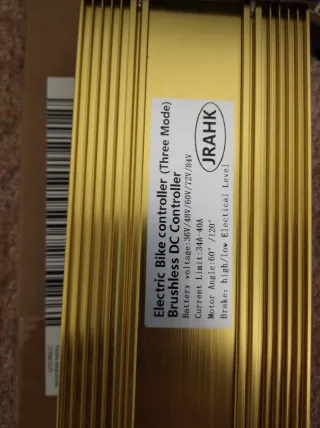 Electric Bike controller (Three Mode)
Brushless DC Controller
JRAHK
Battery voltage:36V/48V/60V/72V/84V
Current Limit:34A-40A
Motor Angle:60° /120°
Brake: high/low Electical Level